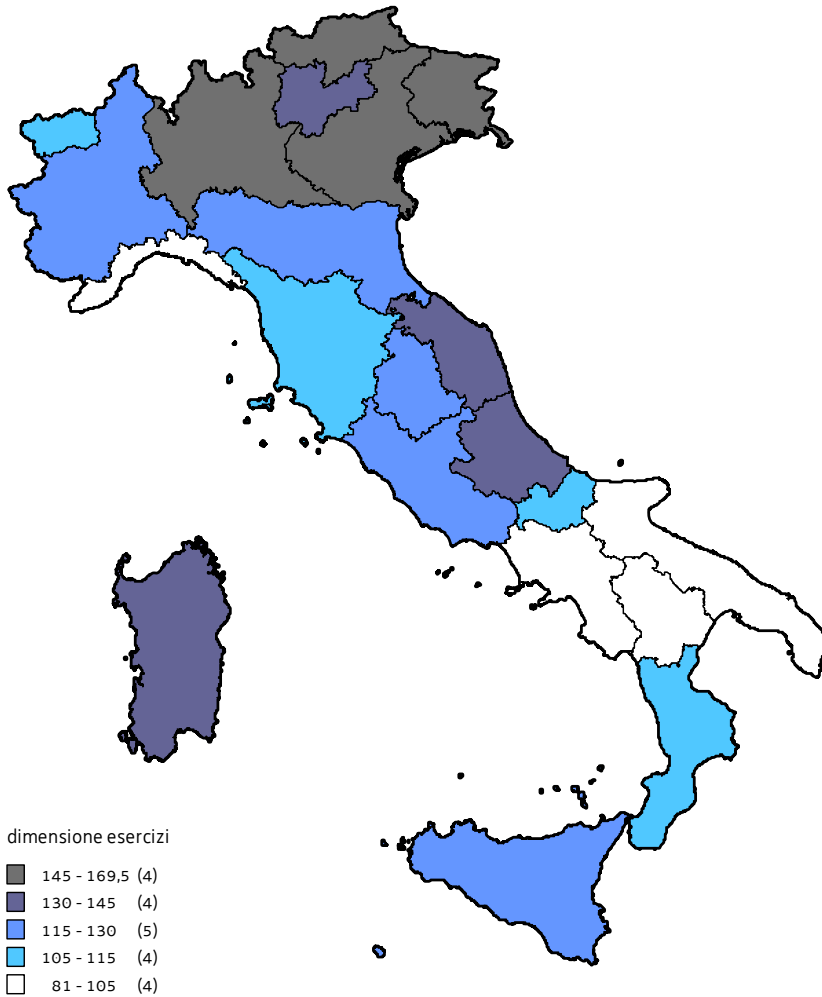 dimensione esercizi
145 - 169,5 (4)
130 - 145 (4)
115 - 130 (5)
105 - 115 (4)
81 - 105 (4)